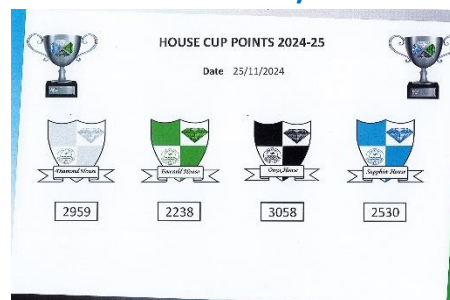 HOUSE CUP POINTS 2024-25
Date 25/11/2024
Diamond House
Emerald House
Onyx House
Sapphire House
2959
2238
3058
2530